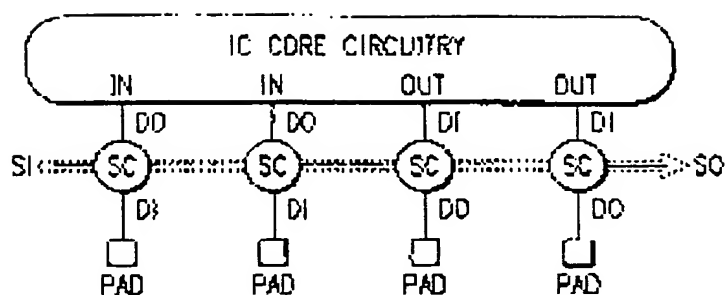 IC CORE CIRCUITRY
IN IN OUT OUT
DO DO DI DI
SI SC SC SC SC SO
DI DI DO DO
PAD PAD PAD PAD